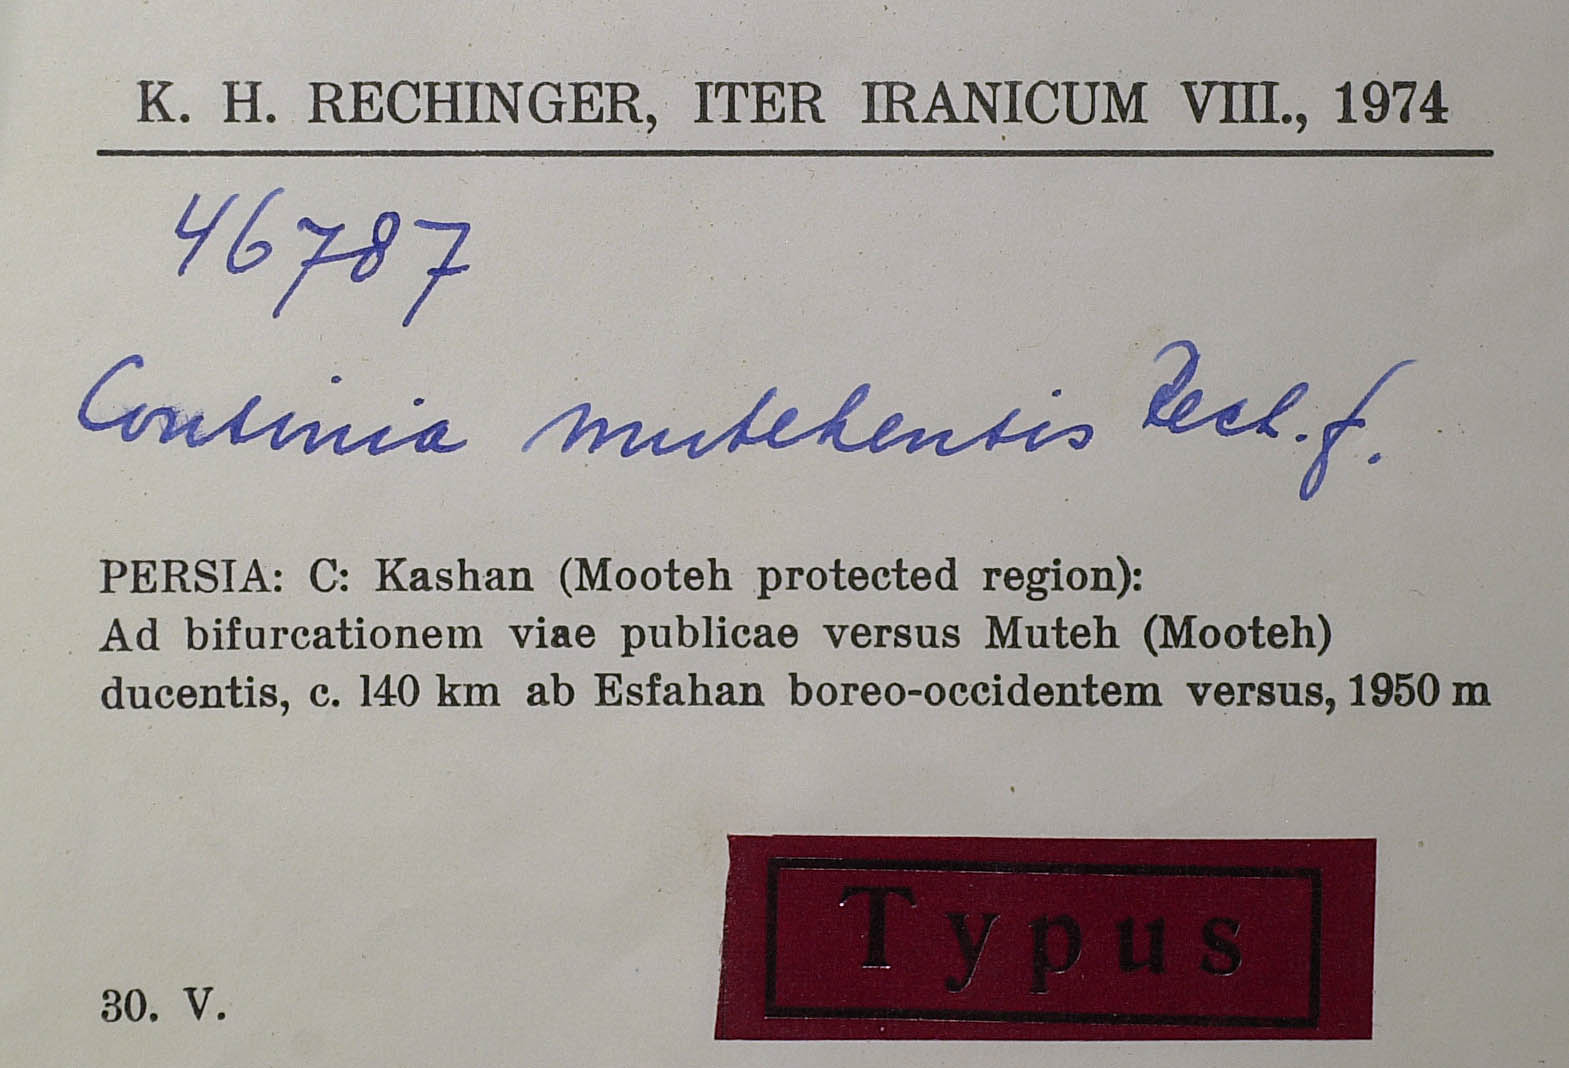 K. H. RECHINGER, ITER IRANICUM VIII., 1974
46787
Cousinia mutehensis Rech. f.
PERSIA: C: Kashan (Mooteh protected region):
Ad bifurcationem viae publicae versus Muteh (Mooteh)
ducentis, c. 140 km ab Esfahan boreo-occidentem versus, 1950 m
Typus
30. V.